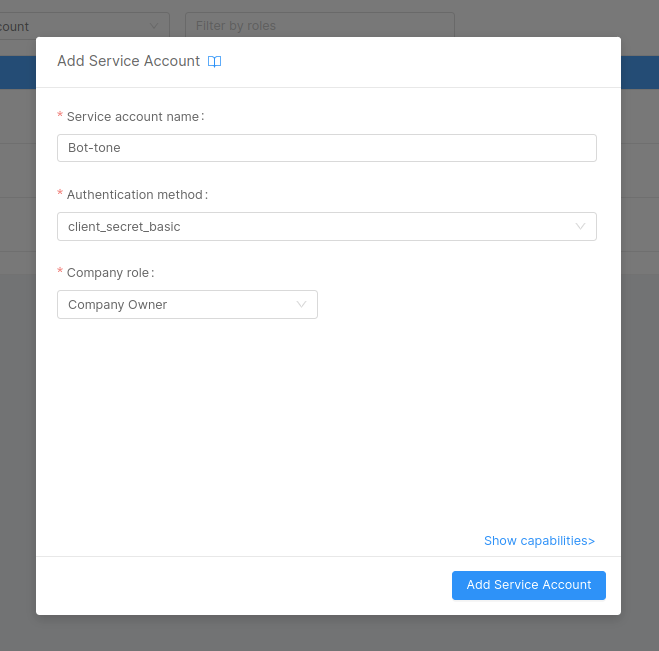 Filter by roles
Add Service Account
* Service account name:
Bot-tone
* Authentication method:
client_secret_basic
* Company role:
Company Owner
Show capabilities>
Add Service Account